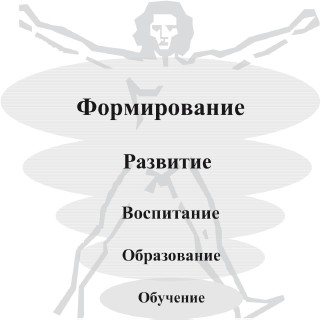 Формирование
Развитие
Воспитание
Образование
Обучение